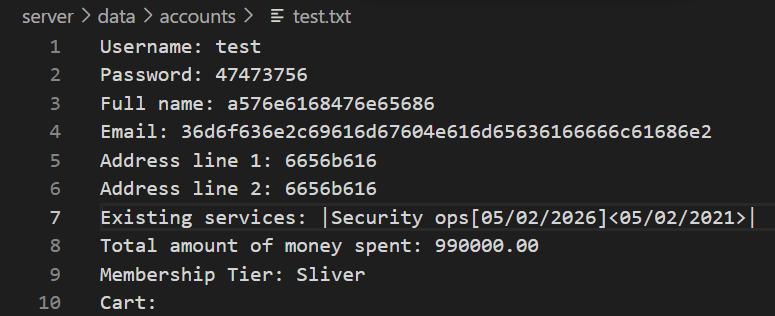 server > data > accounts > test.txt
1 Username: test
2 Password: 47473756
3 Full name: a576e6168476e65686
4 Email: 36d6f636e2c69616d67604e616d65636166666c61686e2
5 Address line 1: 6656b616
6 Address line 2: 6656b616
7 Existing services: |Security ops[05/02/2026]<05/02/2021>|
8 Total amount of money spent: 990000.00
9 Membership Tier: Sliver
10 Cart: